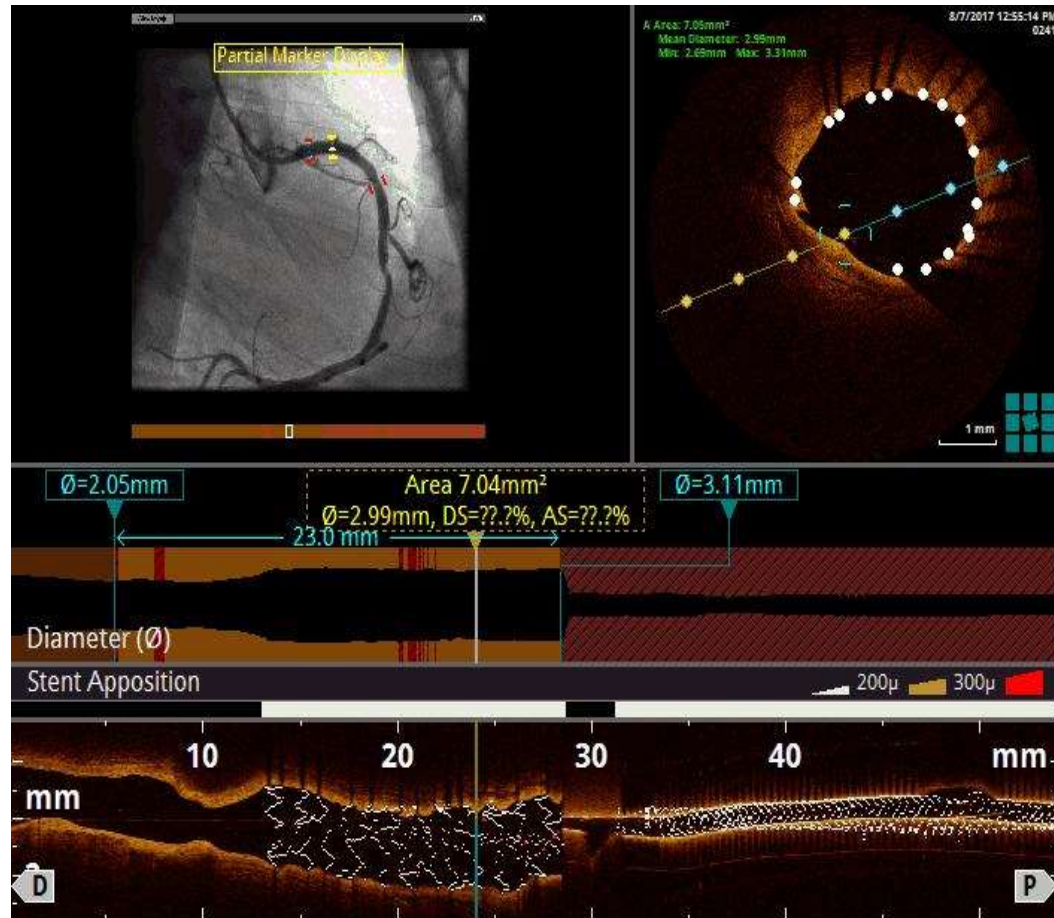 Partial Marker Display
8/7/2017 12:55:14 PM
0241
A Area: 7.05mm²
Mean Diameter: 2.99mm
Min: 2.69mm Max: 3.31mm
1 mm
Ø=2.05mm
Area 7.04mm²
Ø=2.99mm, DS=??.?%, AS=??.?%
Ø=3.11mm
23.0 mm
Diameter (Ø)
Stent Apposition
200µ
300µ
10 20 30 40 mm
mm
D
P